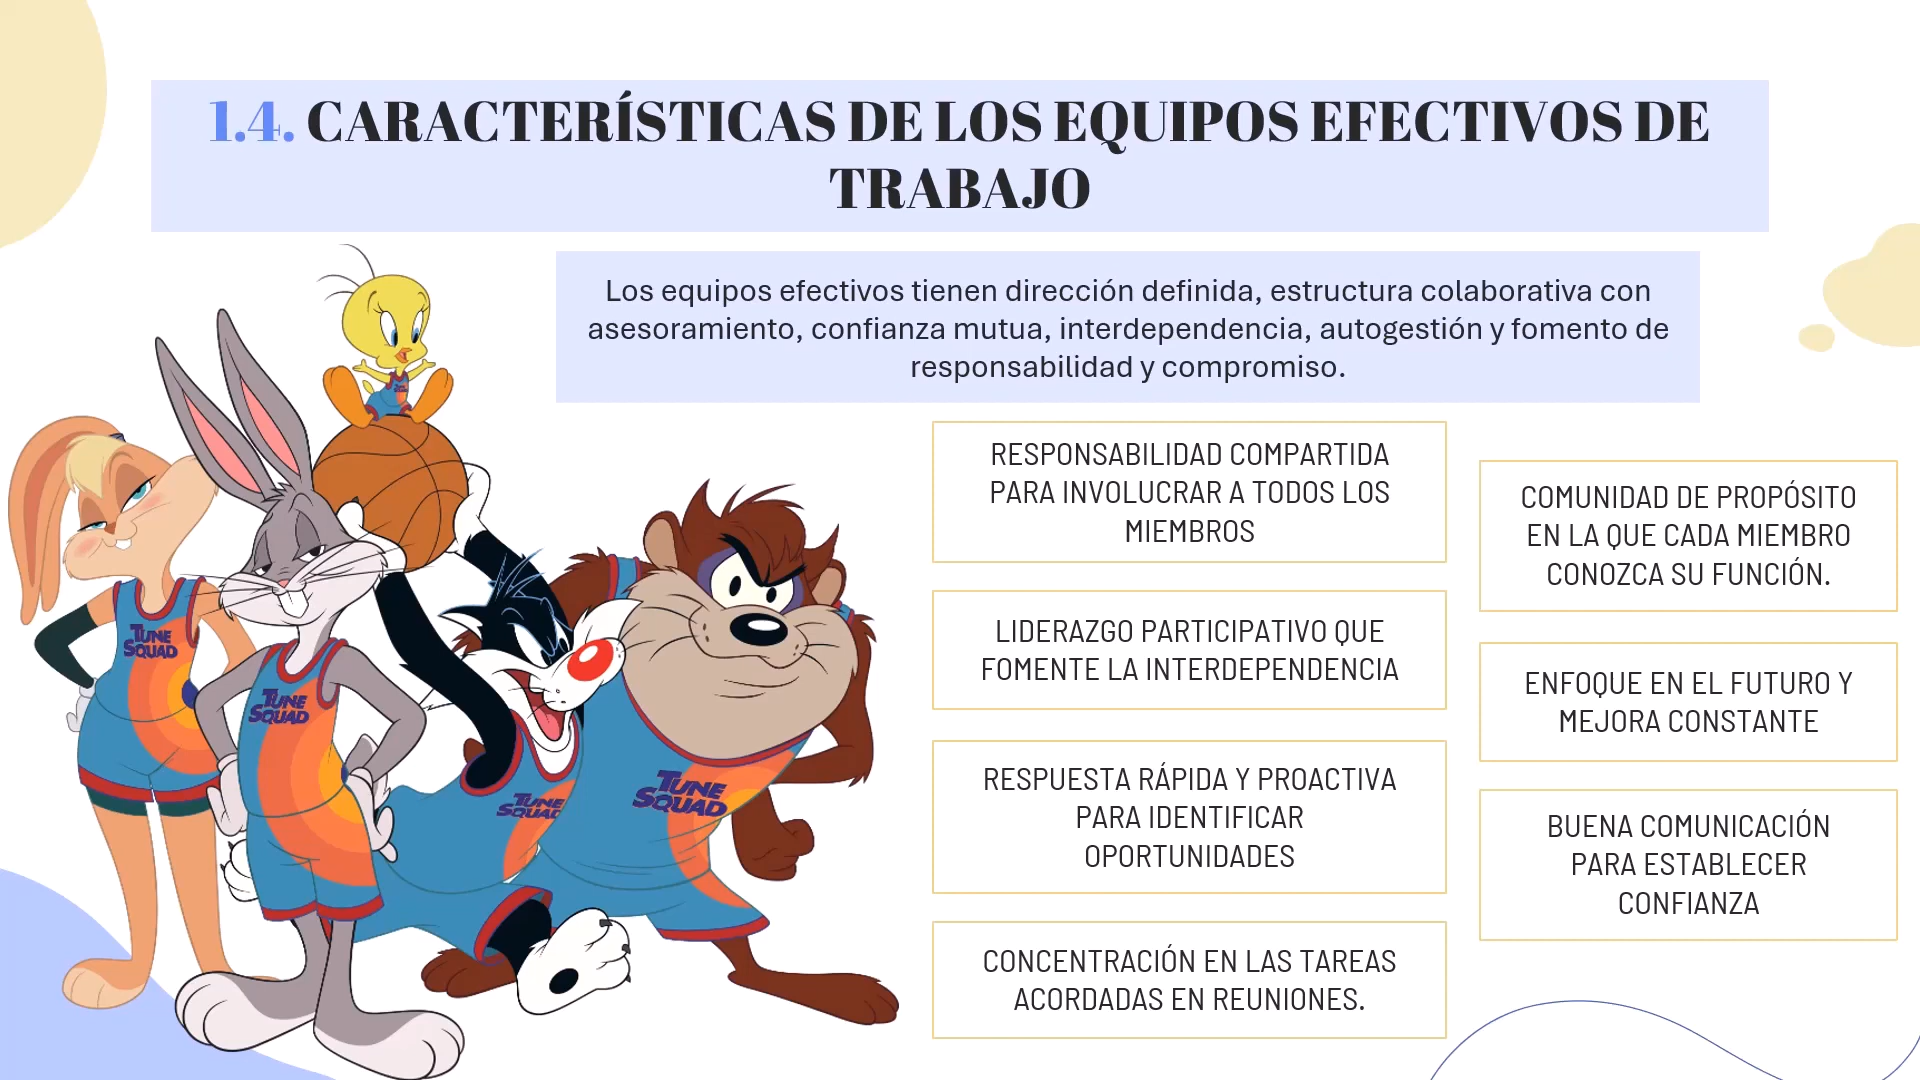 1.4. CARACTERÍSTICAS DE LOS EQUIPOS EFECTIVOS DE
TRABAJO
Los equipos efectivos tienen dirección definida, estructura colaborativa con
asesoramiento, confianza mutua, interdependencia, autogestión y fomento de
responsabilidad y compromiso.
RESPONSABILIDAD COMPARTIDA
PARA INVOLUCRAR A TODOS LOS
MIEMBROS
LIDERAZGO PARTICIPATIVO QUE
FOMENTE LA INTERDEPENDENCIA
RESPUESTA RÁPIDA Y PROACTIVA
PARA IDENTIFICAR
OPORTUNIDADES
CONCENTRACIÓN EN LAS TAREAS
ACORDADAS EN REUNIONES.
COMUNIDAD DE PROPÓSITO
EN LA QUE CADA MIEMBRO
CONOZCA SU FUNCIÓN.
ENFOQUE EN EL FUTURO Y
MEJORA CONSTANTE
BUENA COMUNICACIÓN
PARA ESTABLECER
CONFIANZA
TUNE
SQUAD
TUNE
SQUAD
TUNE
SQUAD
TUNE
SQUAD